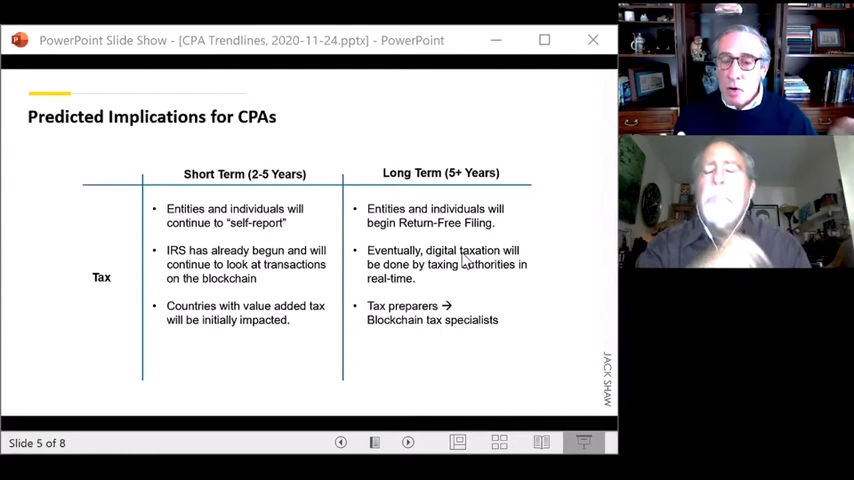 PowerPoint Slide Show - [CPA Trendlines, 2020-11-24.pptx] - PowerPoint
Predicted Implications for CPAs
Short Term (2-5 Years)
Long Term (5+ Years)
Tax
• Entities and individuals will
continue to “self-report”
• IRS has already begun and will
continue to look at transactions
on the blockchain
• Countries with value added tax
will be initially impacted.
• Entities and individuals will
begin Return-Free Filing.
• Eventually, digital taxation will
be done by taxing authorities in
real-time.
• Tax preparers →
Blockchain tax specialists
JACK SHAW
Slide 5 of 8